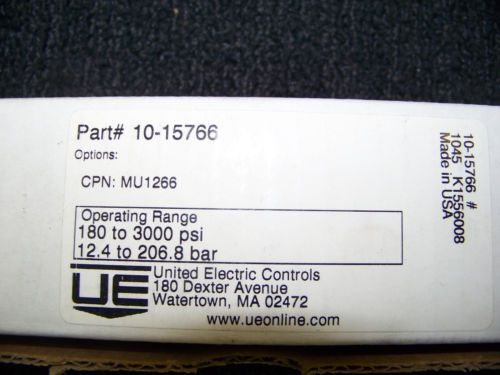 Part# 10-15766
Options:
CPN: MU1266
Operating Range
180 to 3000 psi
12.4 to 206.8 bar
UE
United Electric Controls
180 Dexter Avenue
Watertown, MA 02472
www.ueonline.com
10-15766 #
1045 K1556008
Made in USA